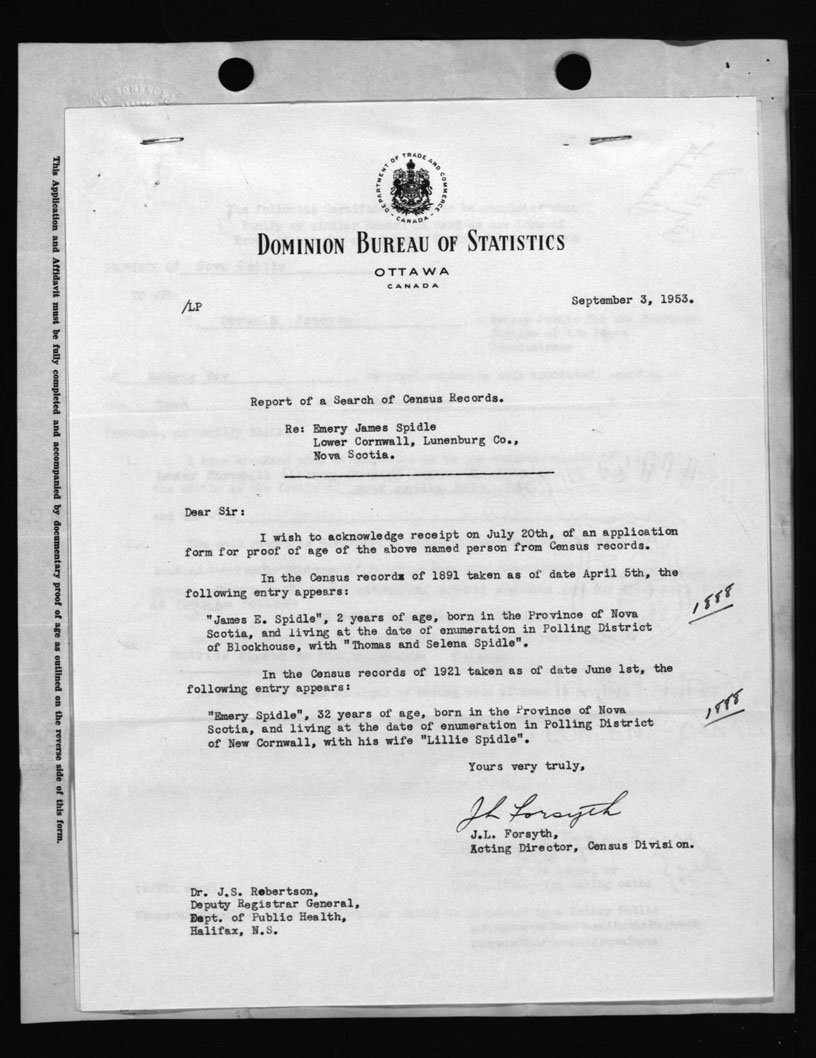 DEPARTMENT OF TRADE AND COMMERCE
CANADA
DOMINION BUREAU OF STATISTICS
OTTAWA
CANADA
/LP
September 3, 1953.
Report of a Search of Census Records.
Re: Emery James Spidle
Lower Cornwall, Lunenburg Co.,
Nova Scotia.
Dear Sir:
I wish to acknowledge receipt on July 20th, of an application
form for proof of age of the above named person from Census records.
In the Census records of 1891 taken as of date April 5th, the
following entry appears:
"James E. Spidle", 2 years of age, born in the Province of Nova
Scotia, and living at the date of enumeration in Polling District
of Blockhouse, with "Thomas and Selena Spidle".
1888
In the Census records of 1921 taken as of date June 1st, the
following entry appears:
"Emery Spidle", 32 years of age, born in the Province of Nova
Scotia, and living at the date of enumeration in Polling District
of New Cornwall, with his wife "Lillie Spidle".
1888
Yours very truly,
JL Forsyth
J.L. Forsyth,
Acting Director, Census Division.
Dr. J.S. Robertson,
Deputy Registrar General,
Dept. of Public Health,
Halifax, N.S.
This Application and Affidavit must be fully completed and accompanied by documentary proof of age as outlined on the reverse side of this form.